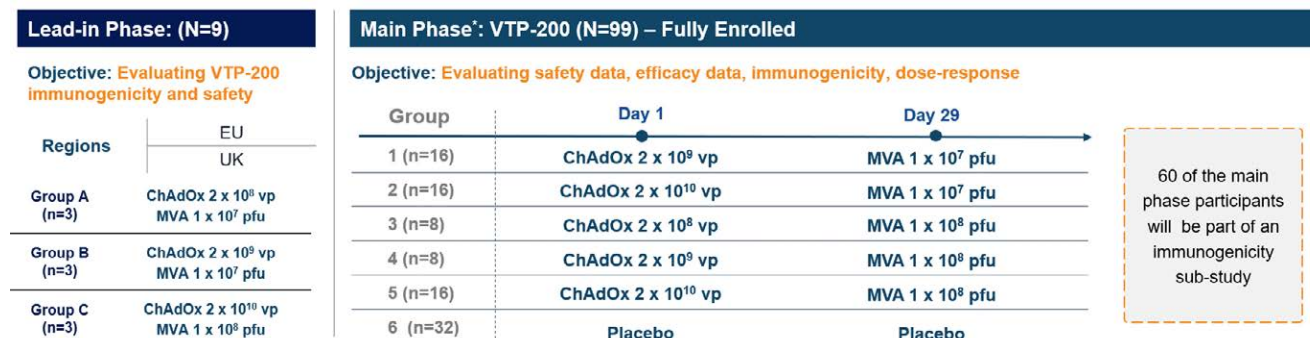 Lead-in Phase: (N=9)
Objective: Evaluating VTP-200
immunogenicity and safety
Regions
EU
UK
Group A
(n=3)
ChAdOx 2 x 10⁸ vp
MVA 1 x 10⁷ pfu
Group B
(n=3)
ChAdOx 2 x 10⁹ vp
MVA 1 x 10⁷ pfu
Group C
(n=3)
ChAdOx 2 x 10¹⁰ vp
MVA 1 x 10⁸ pfu
Main Phase*: VTP-200 (N=99) – Fully Enrolled
Objective: Evaluating safety data, efficacy data, immunogenicity, dose-response
Group Day 1 Day 29
1 (n=16) ChAdOx 2 x 10⁹ vp MVA 1 x 10⁷ pfu
2 (n=16) ChAdOx 2 x 10¹⁰ vp MVA 1 x 10⁷ pfu
3 (n=8) ChAdOx 2 x 10⁸ vp MVA 1 x 10⁸ pfu
4 (n=8) ChAdOx 2 x 10⁹ vp MVA 1 x 10⁸ pfu
5 (n=16) ChAdOx 2 x 10¹⁰ vp MVA 1 x 10⁸ pfu
6 (n=32) Placebo Placebo
60 of the main
phase participants
will be part of an
immunogenicity
sub-study